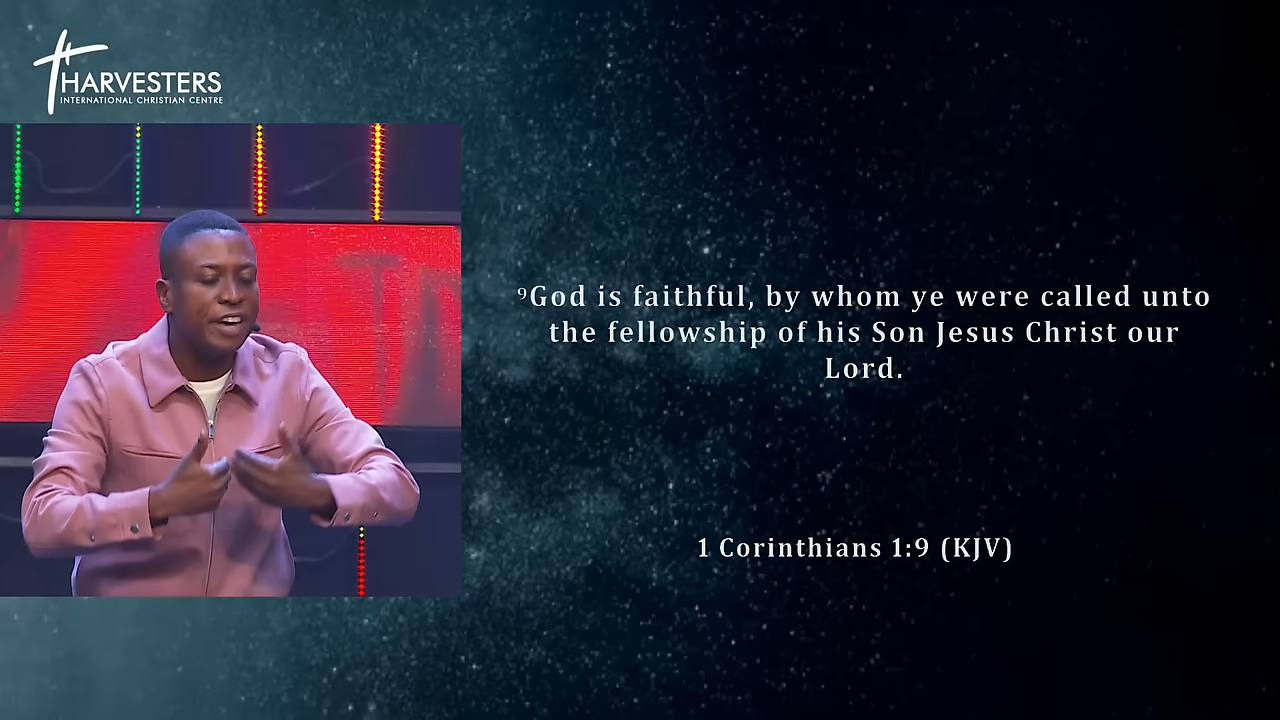 HARVESTERS
INTERNATIONAL CHRISTIAN CENTRE
⁹God is faithful, by whom ye were called unto
the fellowship of his Son Jesus Christ our
Lord.
1 Corinthians 1:9 (KJV)